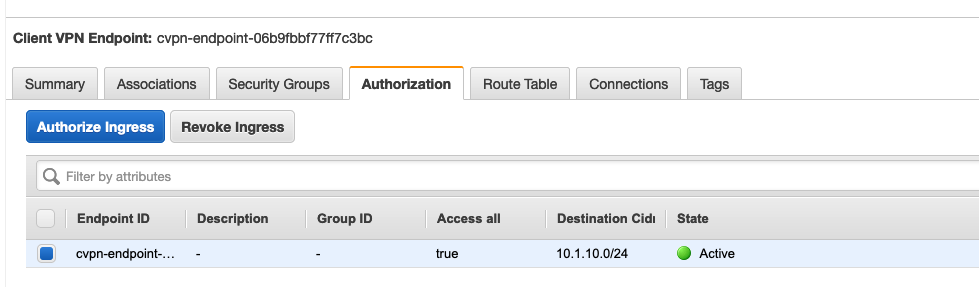 Client VPN Endpoint: cvpn-endpoint-06b9fbbf77ff7c3bc
Summary Associations Security Groups Authorization Route Table Connections Tags
Authorize Ingress Revoke Ingress
Filter by attributes
Endpoint ID Description Group ID Access all Destination Cidr State
cvpn-endpoint-... - - true 10.1.10.0/24 Active